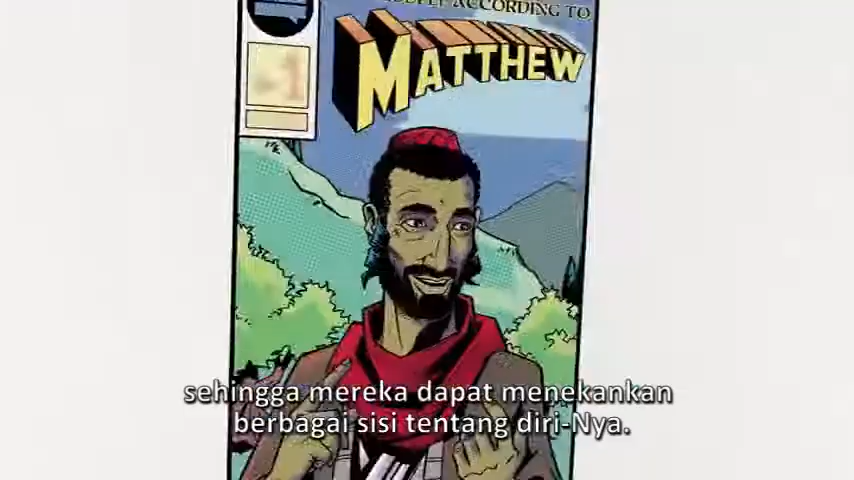 ACCORDING TO
MATTHEW
sehingga mereka dapat menekankan
berbagai sisi tentang diri-Nya.